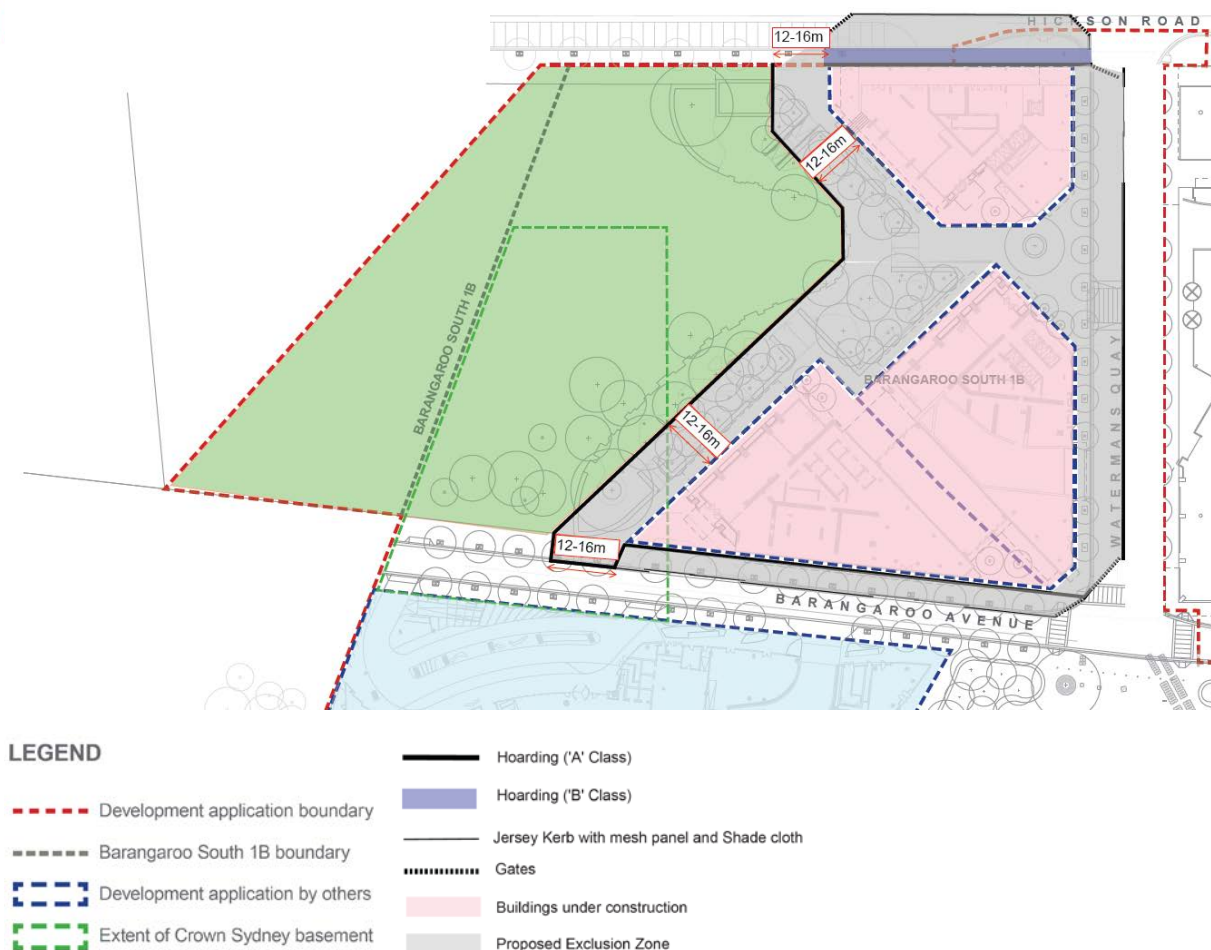 HICKSON ROAD
12-16m
12-16m
BARANGAROO SOUTH 1B
BARANGAROO SOUTH 1B
WATERMANS QUAY
12-16m
12-16m
BARANGAROO AVENUE
LEGEND
Development application boundary
Barangaroo South 1B boundary
Development application by others
Extent of Crown Sydney basement
Hoarding ('A' Class)
Hoarding ('B' Class)
Jersey Kerb with mesh panel and Shade cloth
Gates
Buildings under construction
Proposed Exclusion Zone